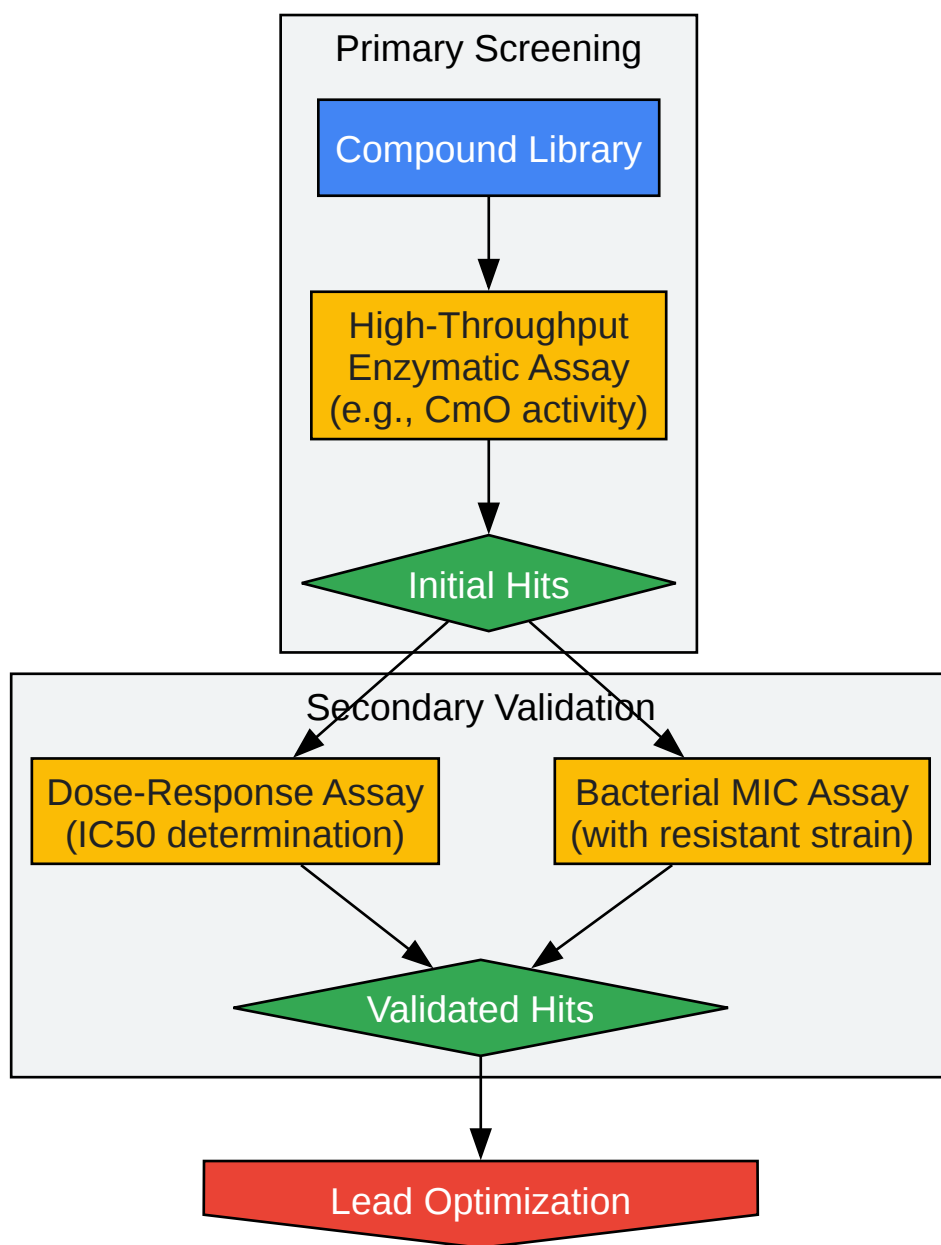 Primary Screening
Compound Library
High-Throughput
Enzymatic Assay
(e.g., CmO activity)
Initial Hits
Secondary Validation
Dose-Response Assay
(IC50 determination)
Bacterial MIC Assay
(with resistant strain)
Validated Hits
Lead Optimization